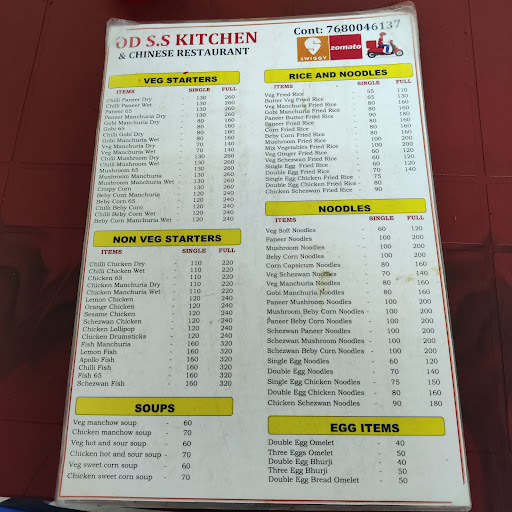 OD S.S KITCHEN
& CHINESE RESTAURANT
Cont: 7680046137
SWIGGY
zomato
VEG STARTERS
ITEMS SINGLE FULL
Chilli Paneer Dry - 130 260
Chilli Paneer Wet - 130 260
Paneer 65 - 130 260
Paneer Manchuria Dry - 130 260
Gobi Manchuria Dry - 80 160
Gobi 65 - 80 160
Chilli Gobi Dry - 80 160
Gobi Manchuria Wet - 80 160
Veg Manchuria Dry - 70 140
Veg Manchuria Wet - 70 140
Chilli Mushroom Dry - 120 240
Chilli Mushroom Wet - 120 240
Mushroom 65 - 120 240
Mushroom Manchuria - 120 240
Mushroom Manchuria Wet - 120 240
Crispy Corn - 120 240
Beby Corn Manchuria - 120 240
Beby Corn 65 - 120 240
Chilli Beby Corn - 120 240
Chilli Beby Corn Wet - 120 240
Beby Corn Manchuria Wet - 120 240
NON VEG STARTERS
ITEMS SINGLE FULL
Chilli Chicken Dry - 110 220
Chilli Chicken Wet - 110 220
Chicken 65 - 110 220
Chicken Manchuria Dry - 110 220
Chicken Manchuria Wet - 110 220
Lemon Chicken - 120 240
Orange Chicken - 120 240
Sesame Chicken - 120 240
Schezwan Chicken - 120 240
Chicken Lollipop - 120 240
Chicken Drumsticks - 120 240
Fish Manchuria - 160 320
Lemon Fish - 160 320
Apollo Fish - 160 320
Chilli Fish - 160 320
Fish 65 - 160 320
Schezwan Fish - 160 320
SOUPS
Veg manchow soup - 60
Chicken manchow soup - 70
Veg hot and sour soup - 60
Chicken hot and sour soup - 70
Veg sweet corn soup - 60
Chicken sweet corn soup - 70
RICE AND NOODLES
ITEMS SINGLE FULL
Veg Fried Rice - 55 110
Butter Veg Fried Rice - 65 130
Veg Manchuria Fried Rice - 80 160
Gobi Manchuria Fried Rice - 80 160
Paneer Butter Fried Rice - 90 180
Paneer Fried Rice - 80 160
Corn Fried Rice - 80 160
Beby Corn Fried Rice - 80 160
Mushroom Fried Rice - 100 200
Mix Vegetables Fried Rice - 100 200
Veg Ginger Fried Rice - 60 120
Veg Schezwan Fried Rice - 60 120
Single Egg Fried Rice - 60 120
Double Egg Fried Rice - 70 140
Single Egg Chicken Fried Rice - 75
Double Egg Chicken Fried Rice - 80
Chicken Schezwan Fried Rice - 90
NOODLES
ITEMS SINGLE FULL
Veg Soft Noodles - 60 120
Paneer Noodles - 100 200
Mushroom Noodles - 100 200
Beby Corn Noodles - 100 200
Corn Capsicum Noodles - 80 160
Veg Schezwan Noodles - 70 140
Veg Manchuria Noodles - 80 160
Gobi Manchuria Noodles - 80 160
Paneer Mushroom Noodles - 100 200
Mushroom Beby Corn Noodles - 100 200
Paneer Beby Corn Noodles - 100 200
Schezwan Paneer Noodles - 100 200
Schezwan Mushroom Noodles - 100 200
Schezwan Beby Corn Noodles - 100 200
Single Egg Noodles - 60 120
Double Egg Noodles - 70 140
Single Egg Chicken Noodles - 75 150
Double Egg Chicken Noodles - 80 160
Chicken Schezwan Noodles - 90 180
EGG ITEMS
Double Egg Omelet - 40
Three Eggs Omelet - 50
Double Egg Bhurji - 40
Three Egg Bhurji - 50
Double Egg Bread Omelet - 50